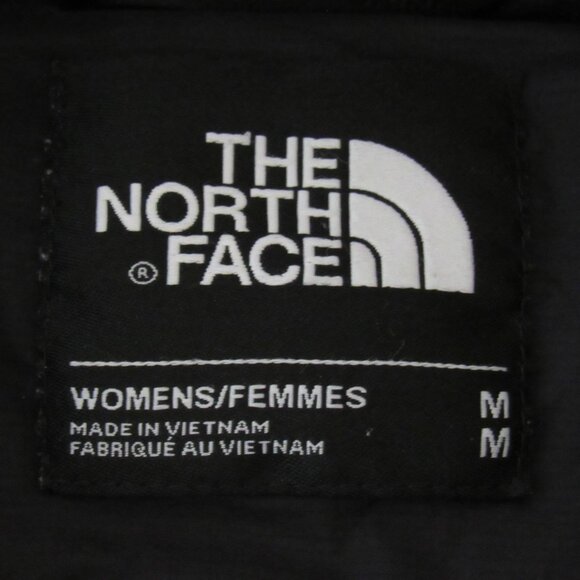 THE
NORTH
® FACE
WOMENS/FEMMES M
MADE IN VIETNAM
FABRIQUÉ AU VIETNAM M